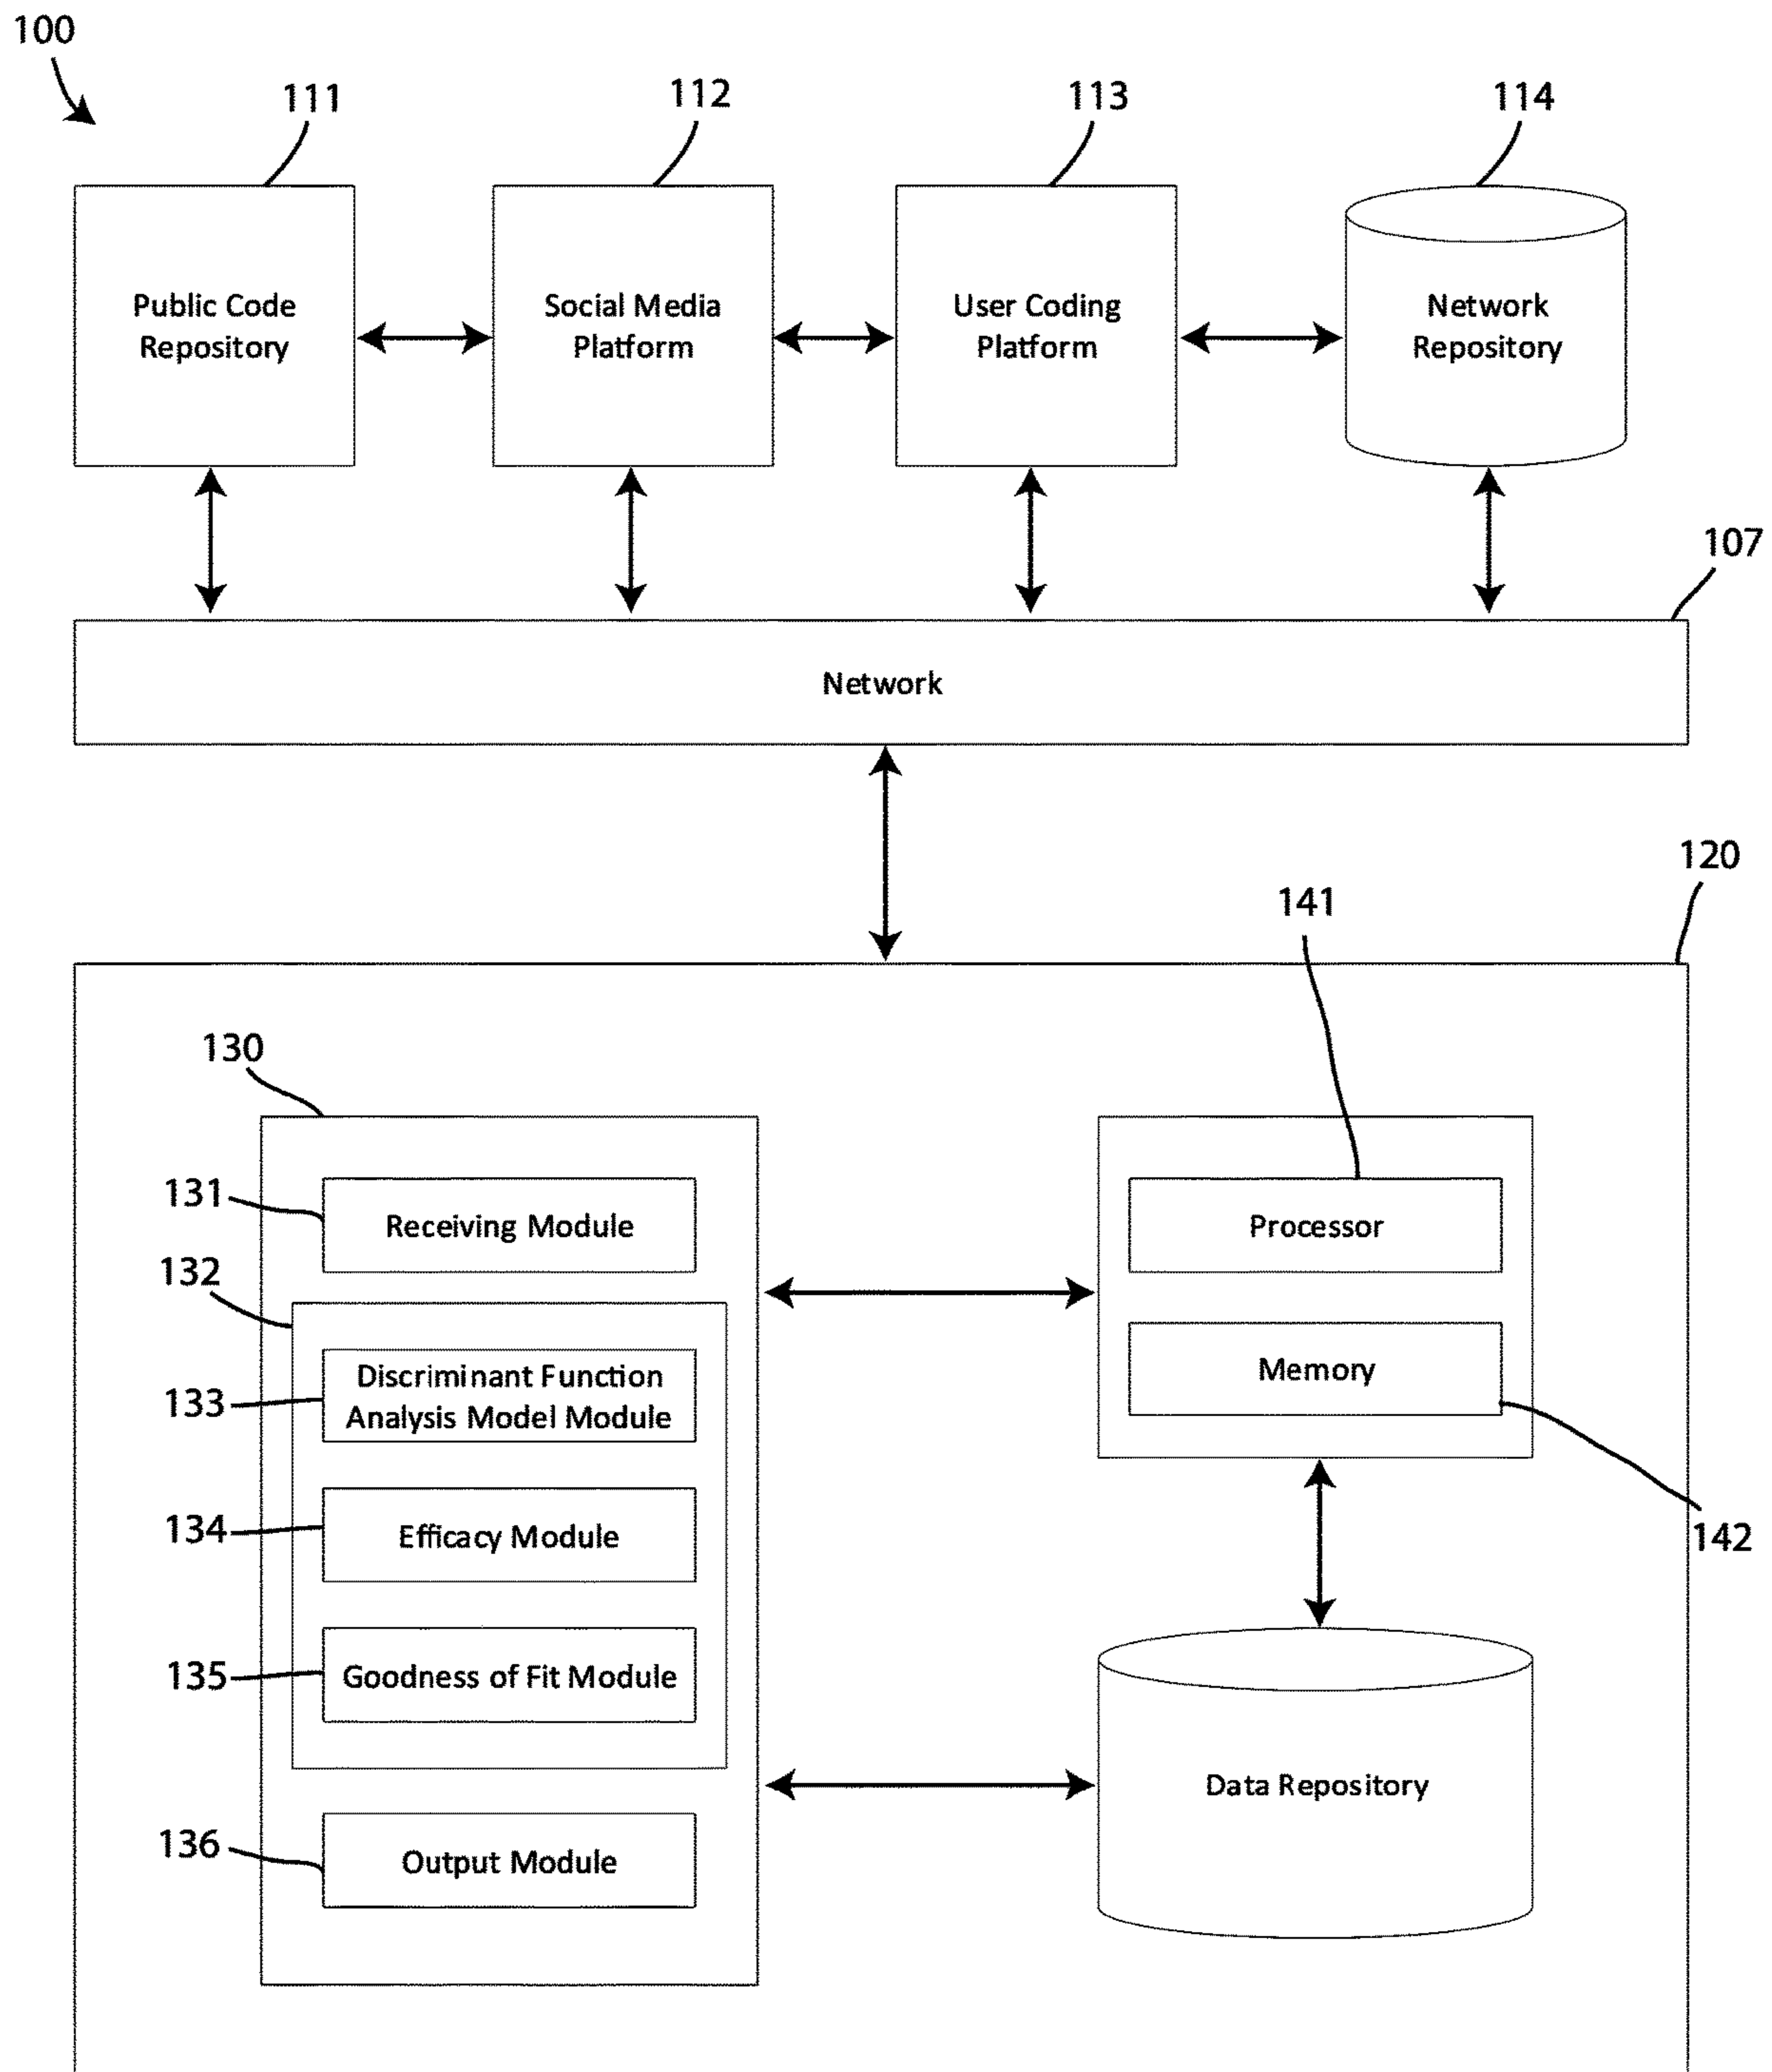 100
111
112
113
114
Public Code
Repository
Social Media
Platform
User Coding
Platform
Network
Repository
107
Network
120
141
130
131
Receiving Module
Processor
132
Discriminant Function
Analysis Model Module
133
Memory
134
Efficacy Module
142
135
Goodness of Fit Module
Data Repository
136
Output Module